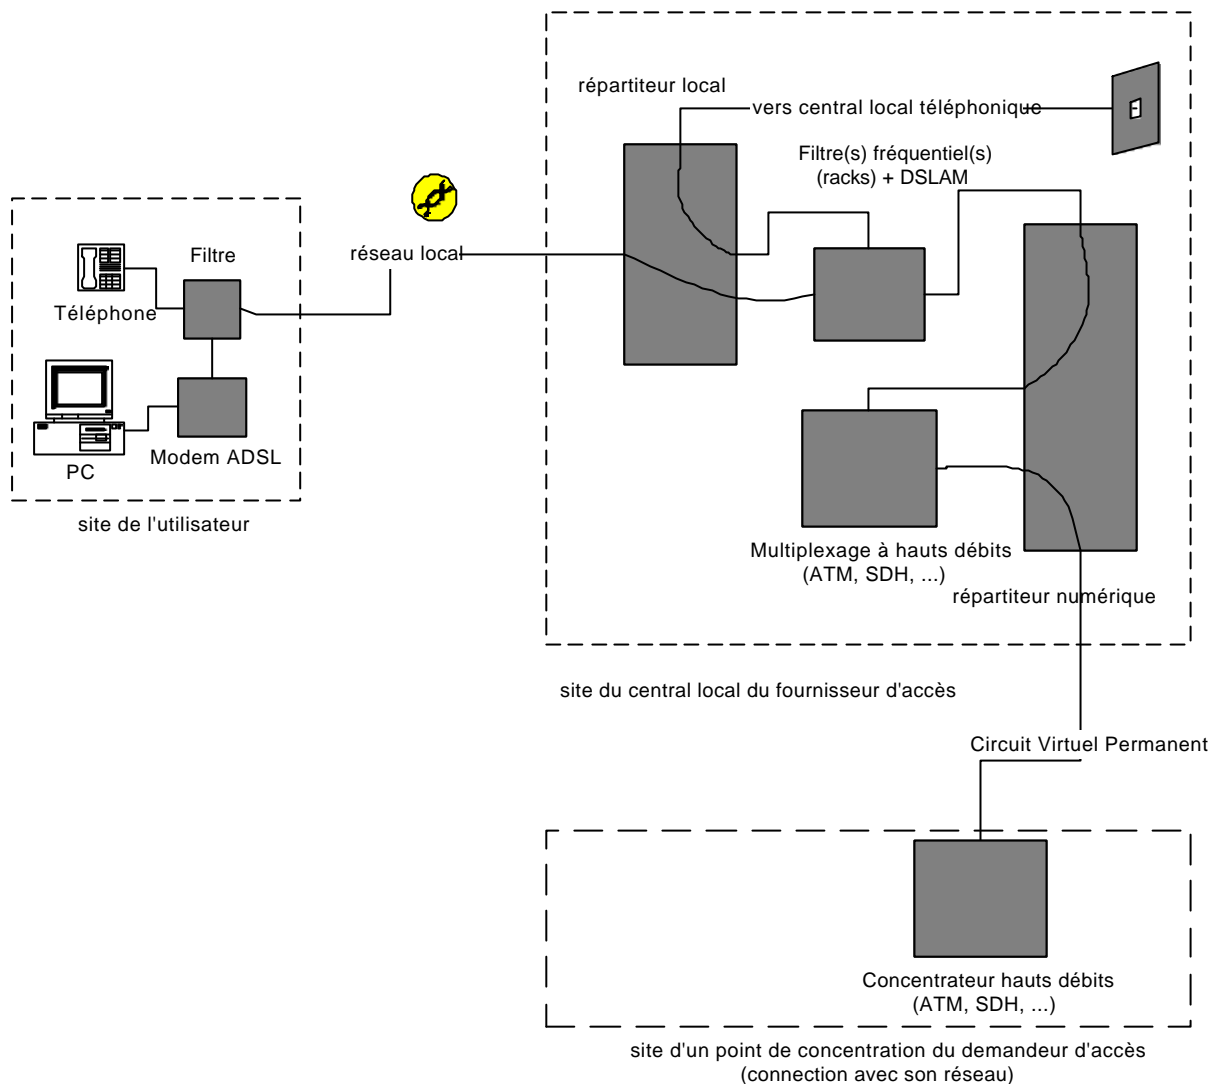 répartiteur local
vers central local téléphonique
Filtre(s) fréquentiel(s)
(racks) + DSLAM
Filtre
réseau local
Téléphone
PC
Modem ADSL
site de l'utilisateur
Multiplexage à hauts débits
(ATM, SDH, ...)
répartiteur numérique
site du central local du fournisseur d'accès
Circuit Virtuel Permanent
Concentrateur hauts débits
(ATM, SDH, ...)
site d'un point de concentration du demandeur d'accès
(connection avec son réseau)